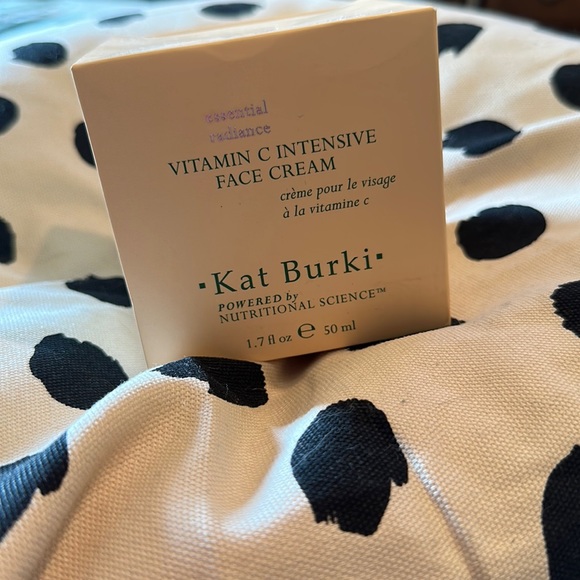 essential
radiance
VITAMIN C INTENSIVE
FACE CREAM
crème pour le visage
à la vitamine c
·Kat Burki·
POWERED by
NUTRITIONAL SCIENCE™
1.7 fl oz ℮ 50 ml